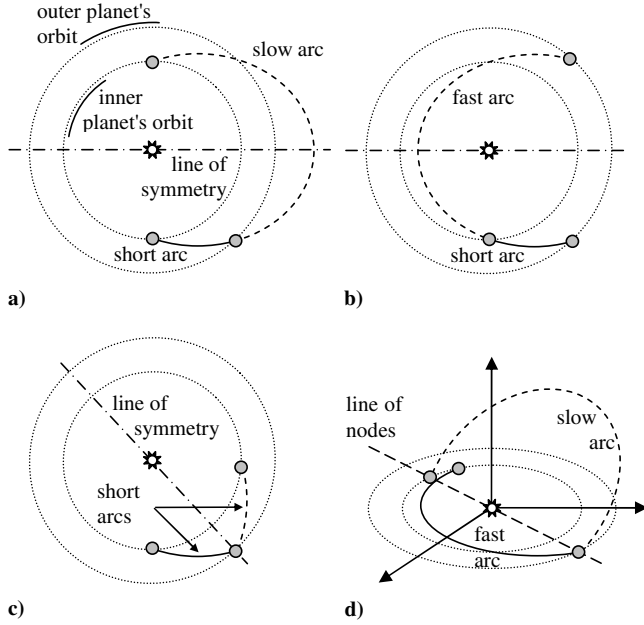 outer planet's
orbit
slow arc
inner
planet's orbit
line of
symmetry
short arc
a)
fast arc
short arc
b)
line of
symmetry
short
arcs
c)
line of
nodes
slow
arc
fast
arc
d)